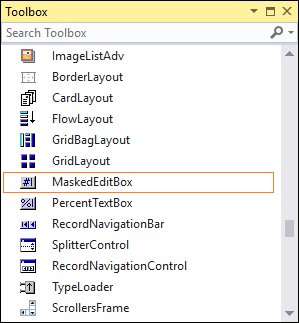 Toolbox
Search Toolbox
ImageListAdv
BorderLayout
CardLayout
FlowLayout
GridBagLayout
GridLayout
MaskedEditBox
PercentTextBox
RecordNavigationBar
SplitterControl
RecordNavigationControl
TypeLoader
ScrollersFrame